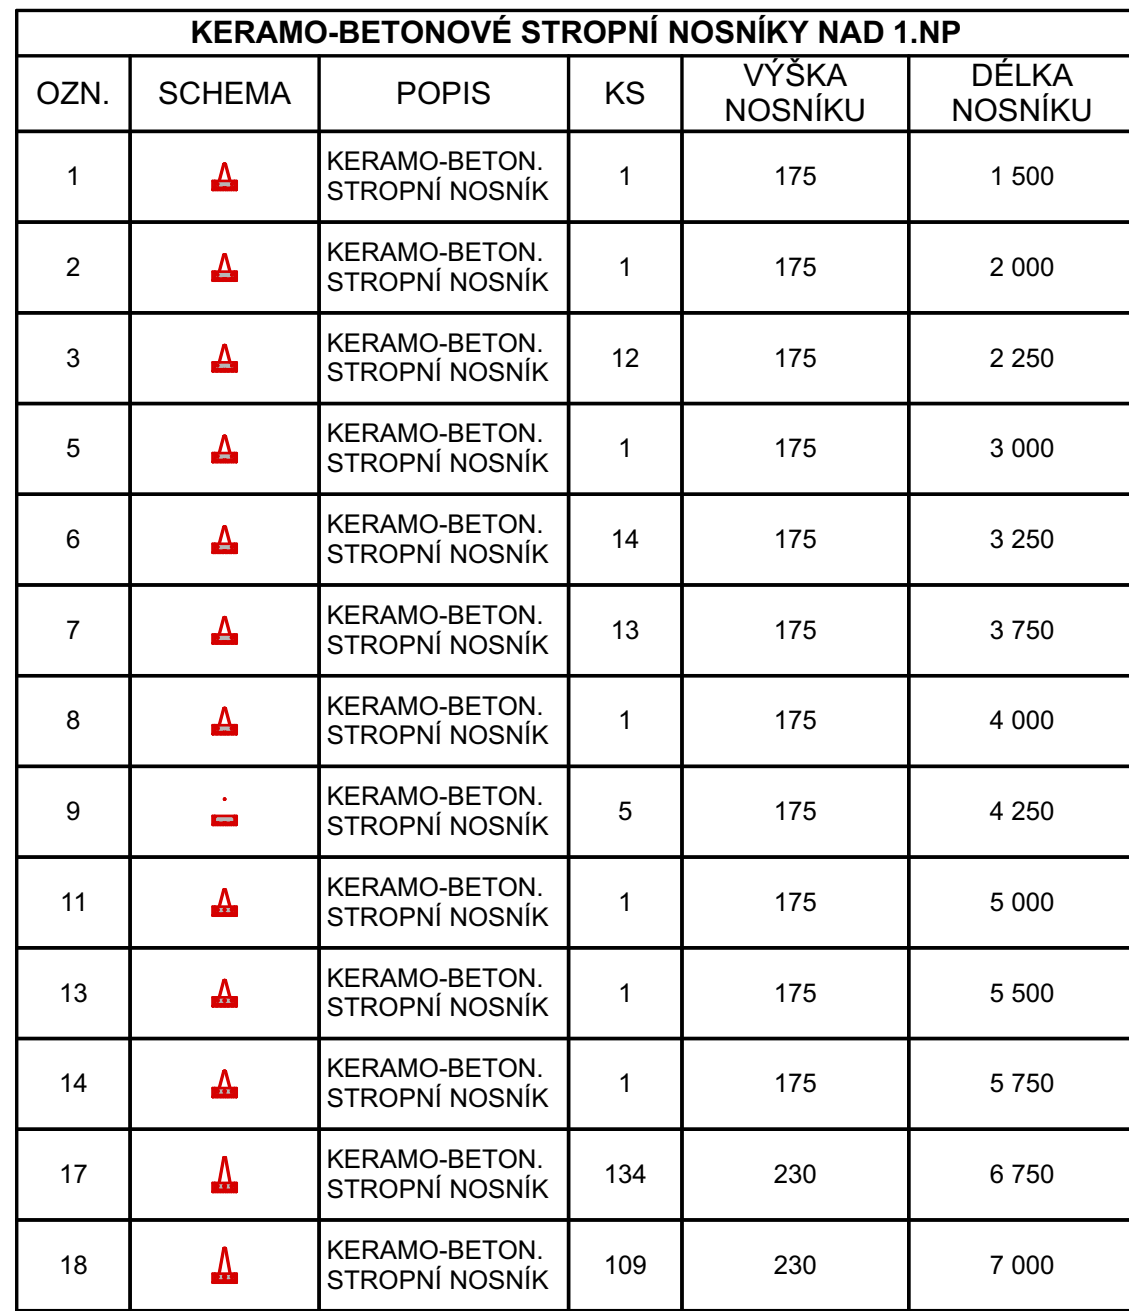 KERAMO-BETONOVÉ STROPNÍ NOSNÍKY NAD 1.NP
OZN. SCHEMA POPIS KS VÝŠKA NOSNÍKU DÉLKA NOSNÍKU
1 KERAMO-BETON. STROPNÍ NOSNÍK 1 175 1 500
2 KERAMO-BETON. STROPNÍ NOSNÍK 1 175 2 000
3 KERAMO-BETON. STROPNÍ NOSNÍK 12 175 2 250
5 KERAMO-BETON. STROPNÍ NOSNÍK 1 175 3 000
6 KERAMO-BETON. STROPNÍ NOSNÍK 14 175 3 250
7 KERAMO-BETON. STROPNÍ NOSNÍK 13 175 3 750
8 KERAMO-BETON. STROPNÍ NOSNÍK 1 175 4 000
9 KERAMO-BETON. STROPNÍ NOSNÍK 5 175 4 250
11 KERAMO-BETON. STROPNÍ NOSNÍK 1 175 5 000
13 KERAMO-BETON. STROPNÍ NOSNÍK 1 175 5 500
14 KERAMO-BETON. STROPNÍ NOSNÍK 1 175 5 750
17 KERAMO-BETON. STROPNÍ NOSNÍK 134 230 6 750
18 KERAMO-BETON. STROPNÍ NOSNÍK 109 230 7 000